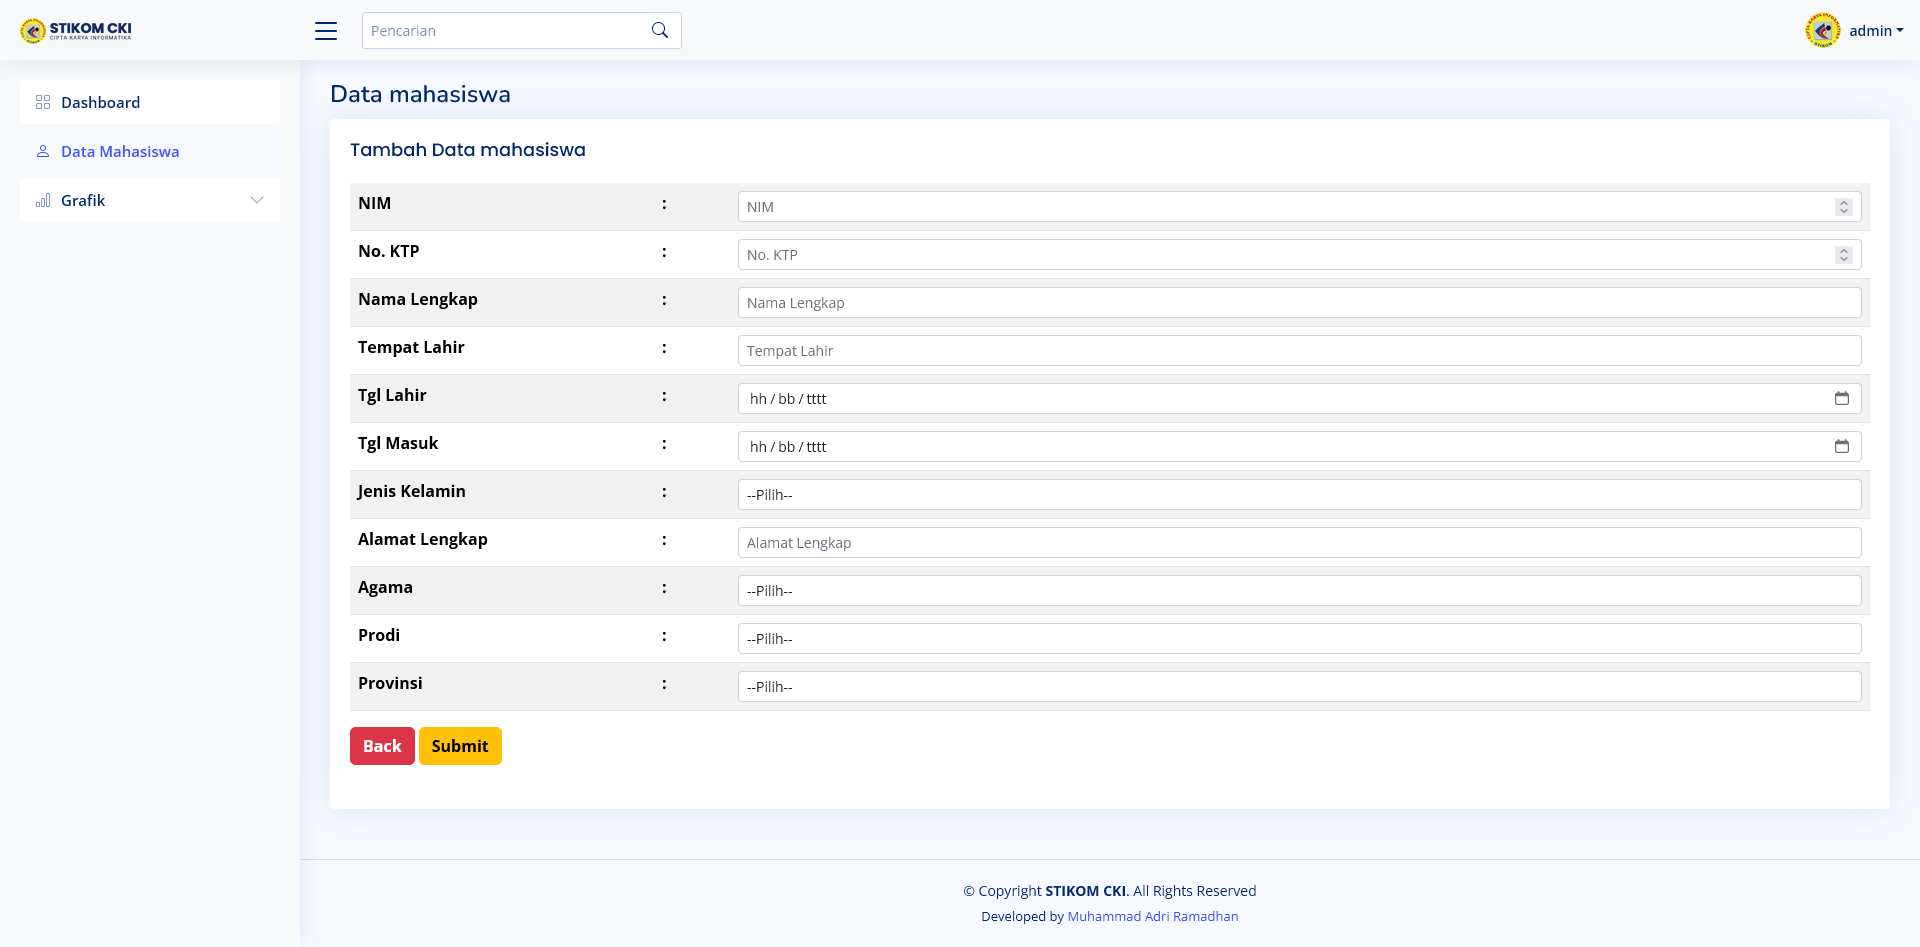 STIKOM CKI
CIPTA KARYA INFORMATIKA
Pencarian
admin
Dashboard
Data Mahasiswa
Grafik
Data mahasiswa
Tambah Data mahasiswa
NIM : NIM
No. KTP : No. KTP
Nama Lengkap : Nama Lengkap
Tempat Lahir : Tempat Lahir
Tgl Lahir : hh / bb / tttt
Tgl Masuk : hh / bb / tttt
Jenis Kelamin : --Pilih--
Alamat Lengkap : Alamat Lengkap
Agama : --Pilih--
Prodi : --Pilih--
Provinsi : --Pilih--
Back Submit
© Copyright STIKOM CKI. All Rights Reserved
Developed by Muhammad Adri Ramadhan